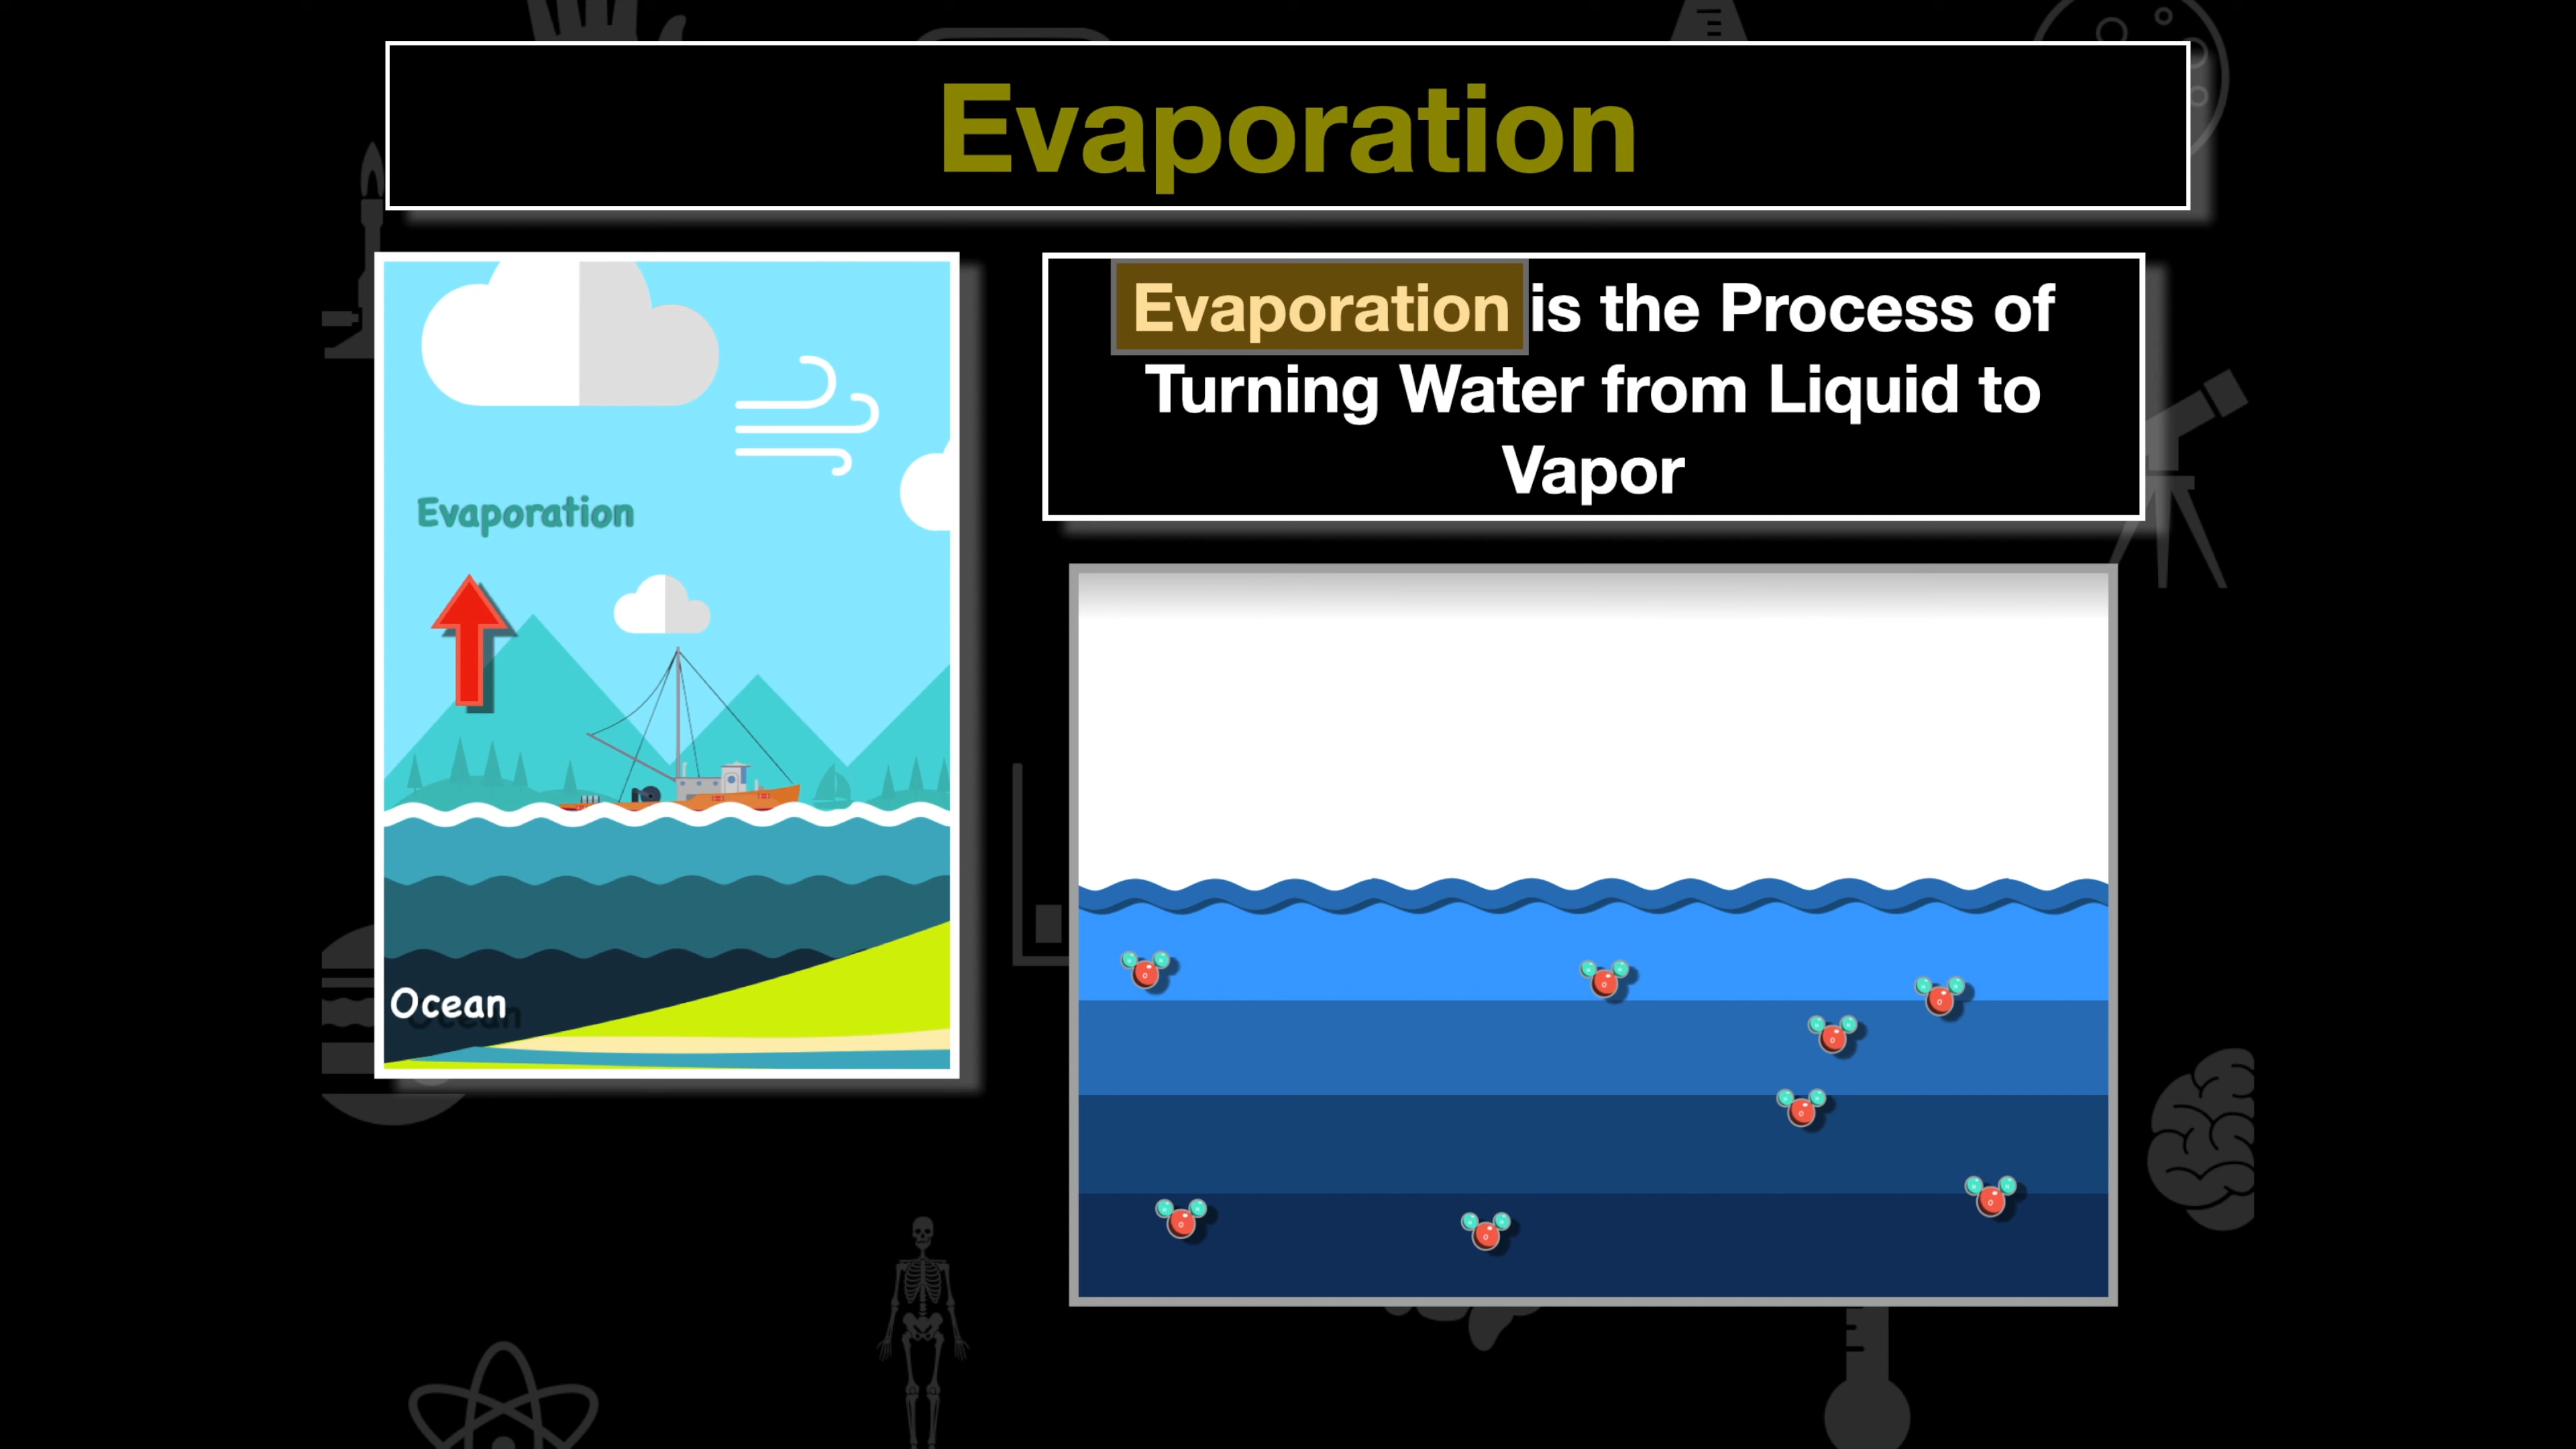 Evaporation
Evaporation is the Process of
Turning Water from Liquid to
Vapor
Evaporation
Ocean